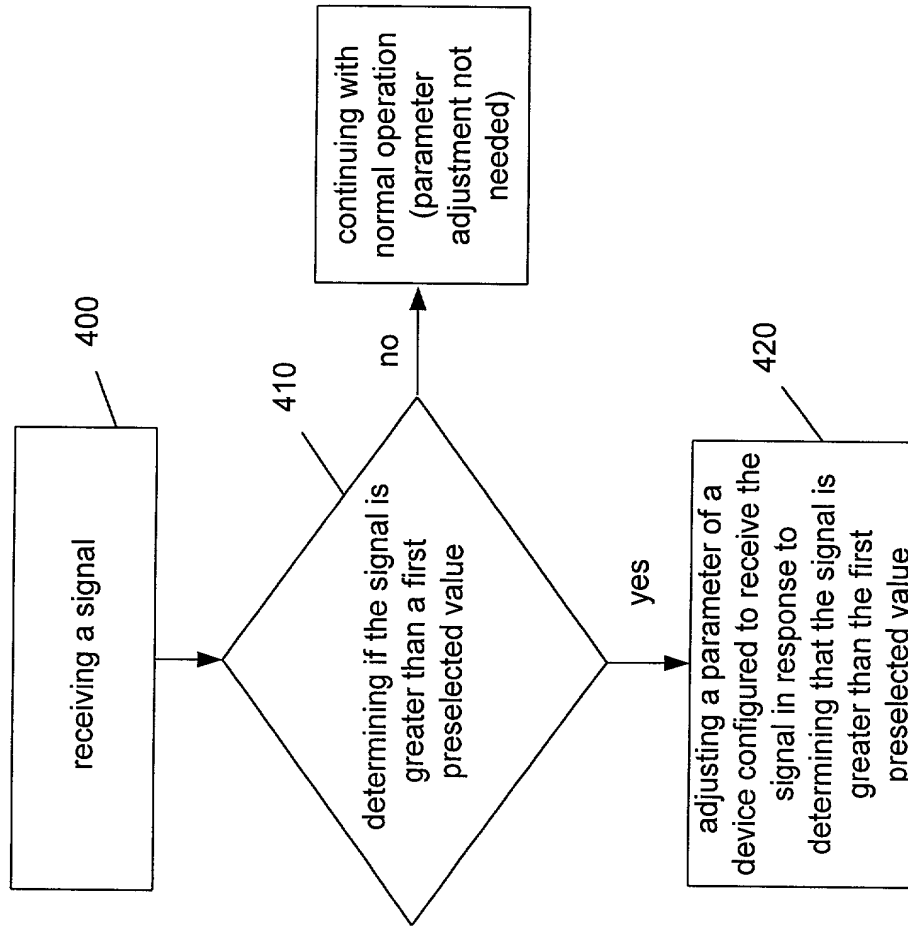 receiving a signal
400
determining if the signal is
greater than a first
preselected value
410
no
continuing with
normal operation
(parameter
adjustment not
needed)
yes
adjusting a parameter of a
device configured to receive the
signal in response to
determining that the signal is
greater than the first
preselected value
420